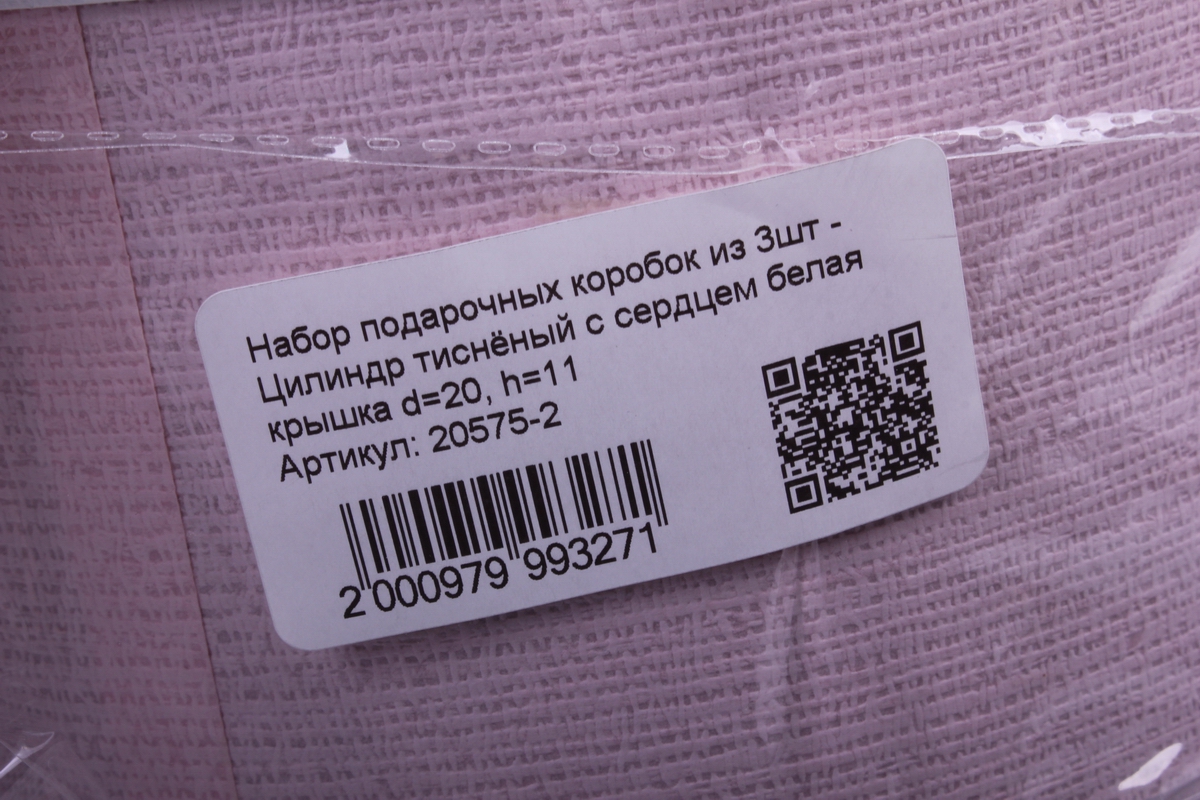 Набор подарочных коробок из 3шт -
Цилиндр тиснёный с сердцем белая
крышка d=20, h=11
Артикул: 20575-2
2 000979 993271